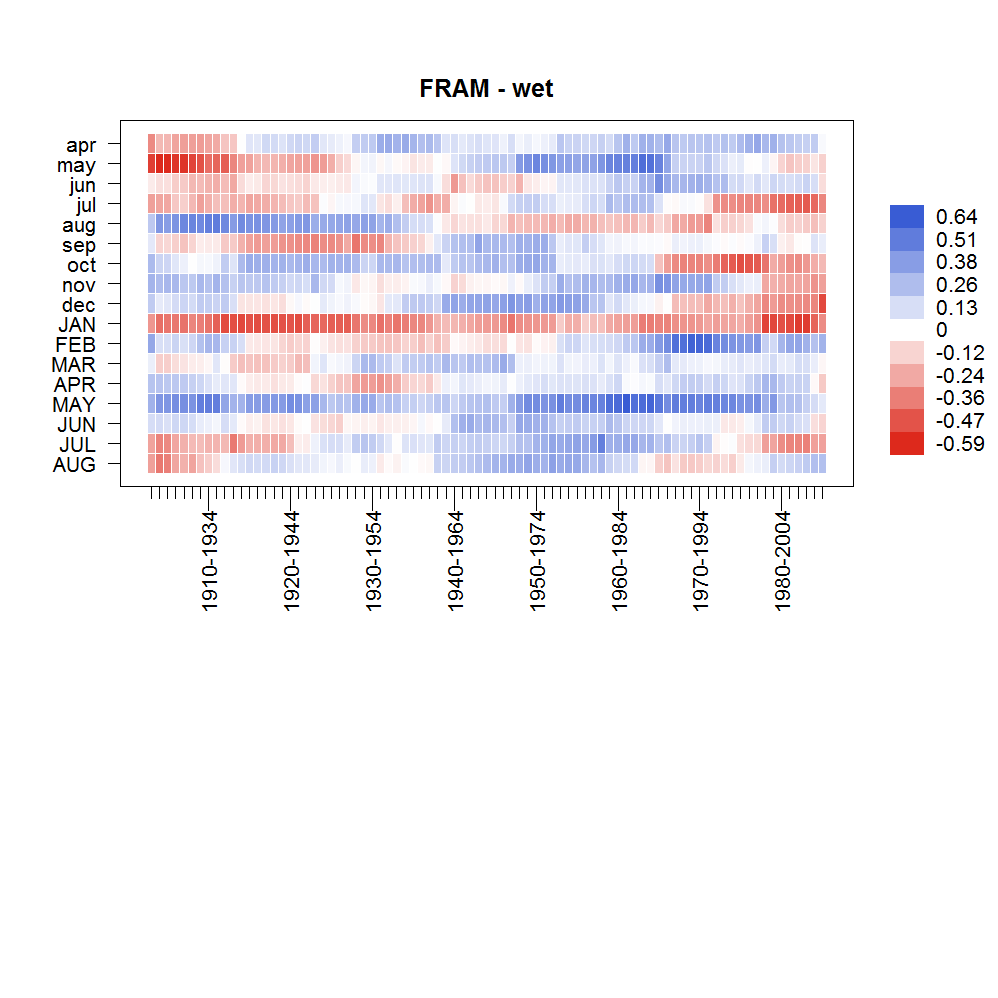 FRAM - wet
apr
may
jun
jul
aug
sep
oct
nov
dec
JAN
FEB
MAR
APR
MAY
JUN
JUL
AUG
0.64
0.51
0.38
0.26
0.13
0
-0.12
-0.24
-0.36
-0.47
-0.59
1910-1934
1920-1944
1930-1954
1940-1964
1950-1974
1960-1984
1970-1994
1980-2004